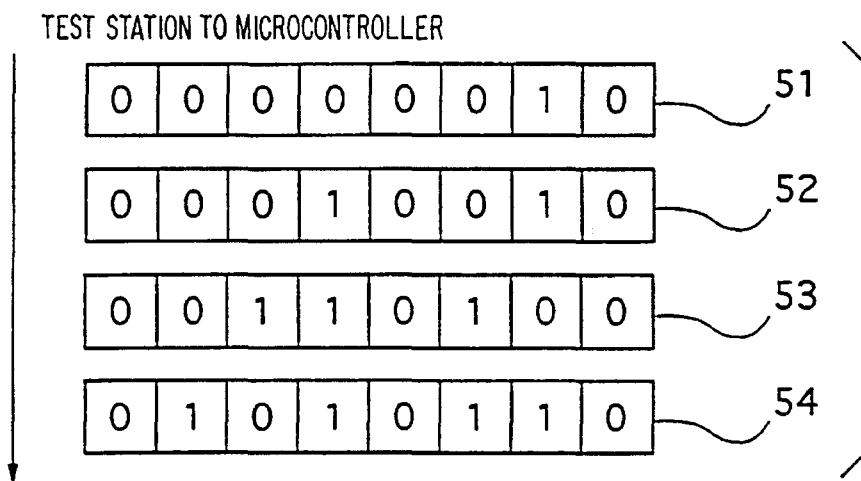 TEST STATION TO MICROCONTROLLER
0 0 0 0 0 0 1 0 51
0 0 0 1 0 0 1 0 52
0 0 1 1 0 1 0 0 53
0 1 0 1 0 1 1 0 54